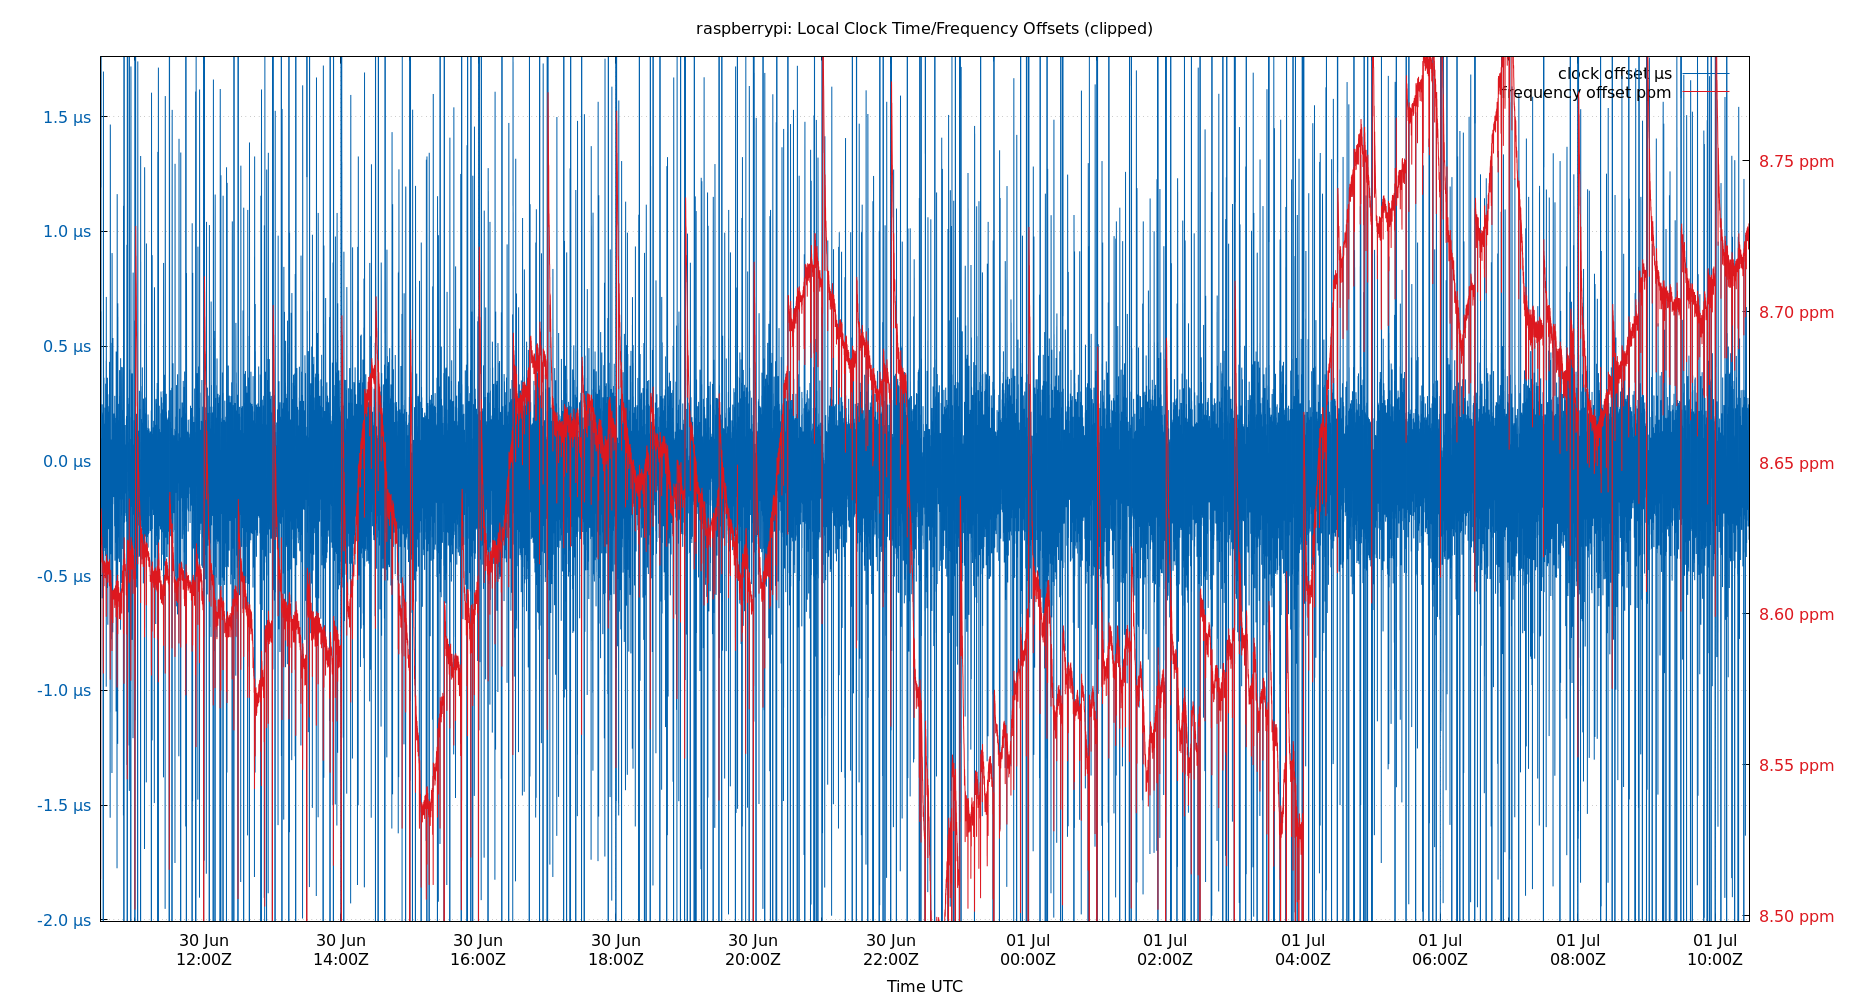 raspberrypi: Local Clock Time/Frequency Offsets (clipped)
clock offset µs
frequency offset ppm
1.5 µs
1.0 µs
0.5 µs
0.0 µs
-0.5 µs
-1.0 µs
-1.5 µs
-2.0 µs
8.75 ppm
8.70 ppm
8.65 ppm
8.60 ppm
8.55 ppm
8.50 ppm
30 Jun 30 Jun 30 Jun 30 Jun 30 Jun 30 Jun 01 Jul 01 Jul 01 Jul 01 Jul 01 Jul 01 Jul
12:00Z 14:00Z 16:00Z 18:00Z 20:00Z 22:00Z 00:00Z 02:00Z 04:00Z 06:00Z 08:00Z 10:00Z
Time UTC